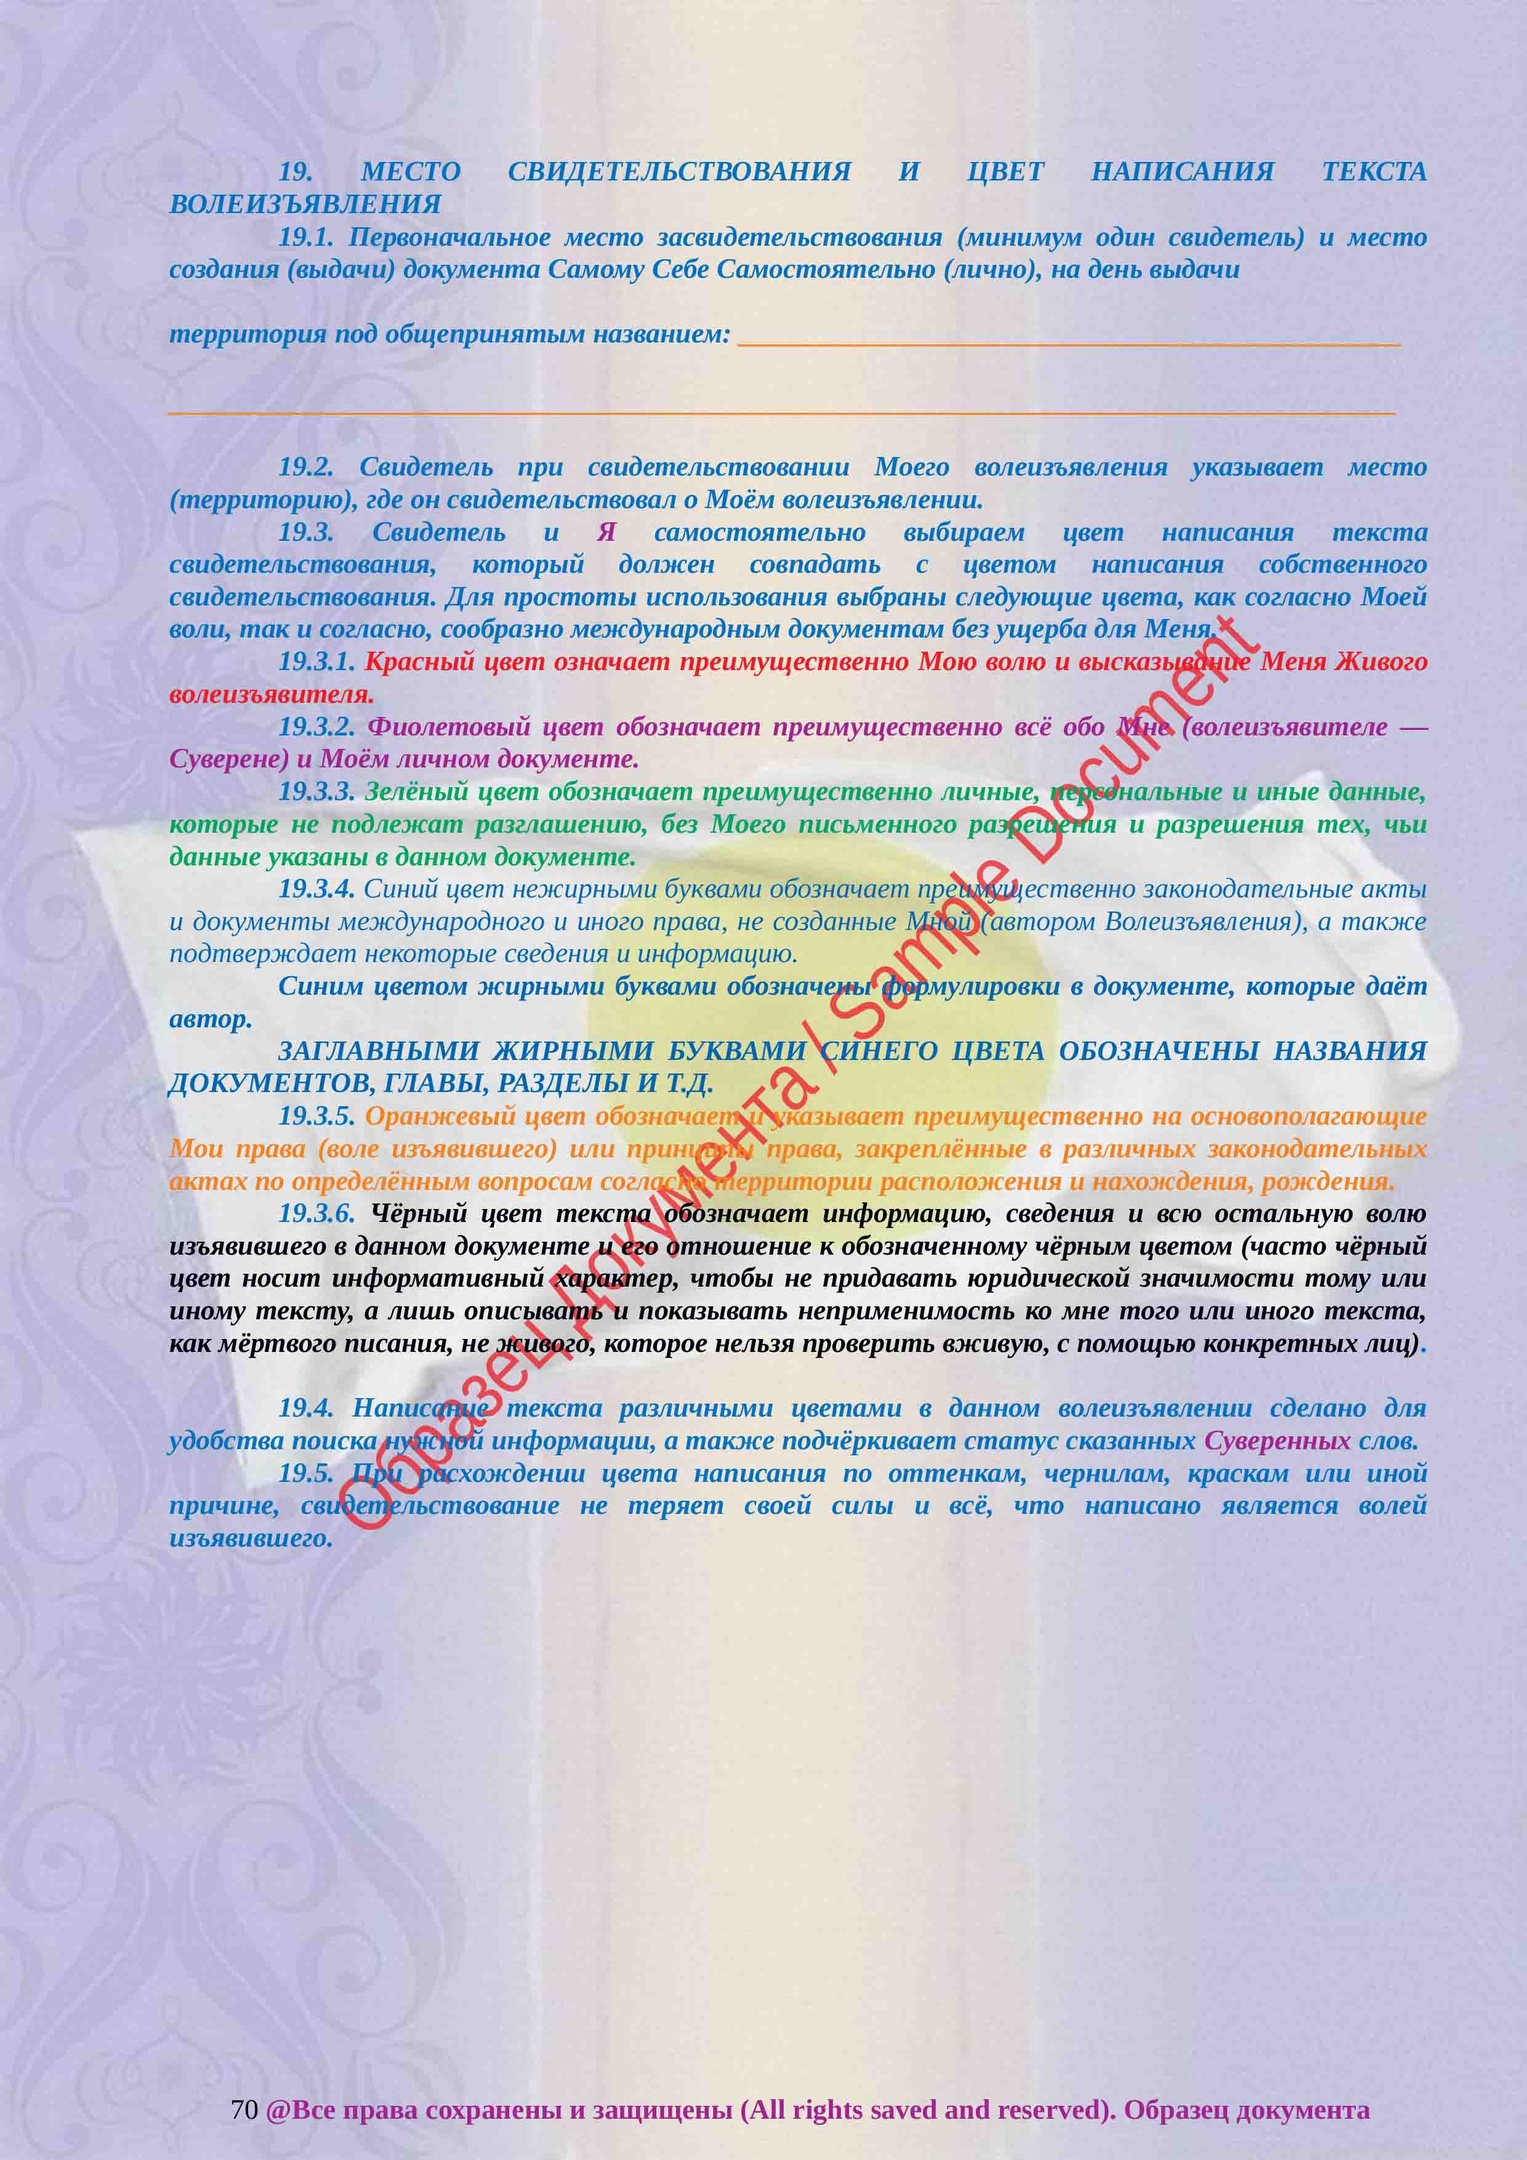 19. МЕСТО СВИДЕТЕЛЬСТВОВАНИЯ И ЦВЕТ НАПИСАНИЯ ТЕКСТА
ВОЛЕИЗЪЯВЛЕНИЯ
19.1. Первоначальное место засвидетельствования (минимум один свидетель) и место
создания (выдачи) документа Самому Себе Самостоятельно (лично), на день выдачи
территория под общепринятым названием:
19.2. Свидетель при свидетельствовании Моего волеизъявления указывает место
(территорию), где он свидетельствовал о Моём волеизъявлении.
19.3. Свидетель и Я самостоятельно выбираем цвет написания текста
свидетельствования, который должен совпадать с цветом написания собственного
свидетельствования. Для простоты использования выбраны следующие цвета, как согласно Моей
воли, так и согласно, сообразно международным документам без ущерба для Меня.
19.3.1. Красный цвет означает преимущественно Мою волю и высказывание Меня Живого
волеизъявителя.
19.3.2. Фиолетовый цвет обозначает преимущественно всё обо Мне (волеизъявителе —
Суверене) и Моём личном документе.
19.3.3. Зелёный цвет обозначает преимущественно личные, персональные и иные данные,
которые не подлежат разглашению, без Моего письменного разрешения и разрешения тех, чьи
данные указаны в данном документе.
19.3.4. Синий цвет нежирными буквами обозначает преимущественно законодательные акты
и документы международного и иного права, не созданные Мной (автором Волеизъявления), а также
подтверждает некоторые сведения и информацию.
Синим цветом жирными буквами обозначены формулировки в документе, которые даёт
автор.
ЗАГЛАВНЫМИ ЖИРНЫМИ БУКВАМИ СИНЕГО ЦВЕТА ОБОЗНАЧЕНЫ НАЗВАНИЯ
ДОКУМЕНТОВ, ГЛАВЫ, РАЗДЕЛЫ И Т.Д.
19.3.5. Оранжевый цвет обозначает и указывает преимущественно на основополагающие
Мои права (воле изъявившего) или принципы права, закреплённые в различных законодательных
актах по определённым вопросам согласно территории расположения и нахождения, рождения.
19.3.6. Чёрный цвет текста обозначает информацию, сведения и всю остальную волю
изъявившего в данном документе и его отношение к обозначенному чёрным цветом (часто чёрный
цвет носит информативный характер, чтобы не придавать юридической значимости тому или
иному тексту, а лишь описывать и показывать неприменимость ко мне того или иного текста,
как мёртвого писания, не живого, которое нельзя проверить вживую, с помощью конкретных лиц).
19.4. Написание текста различными цветами в данном волеизъявлении сделано для
удобства поиска нужной информации, а также подчёркивает статус сказанных Суверенных слов.
19.5. При расхождении цвета написания по оттенкам, чернилам, краскам или иной
причине, свидетельствование не теряет своей силы и всё, что написано является волей
изъявившего.
Образец Документа / Sample Document
70 @Все права сохранены и защищены (All rights saved and reserved). Образец документа